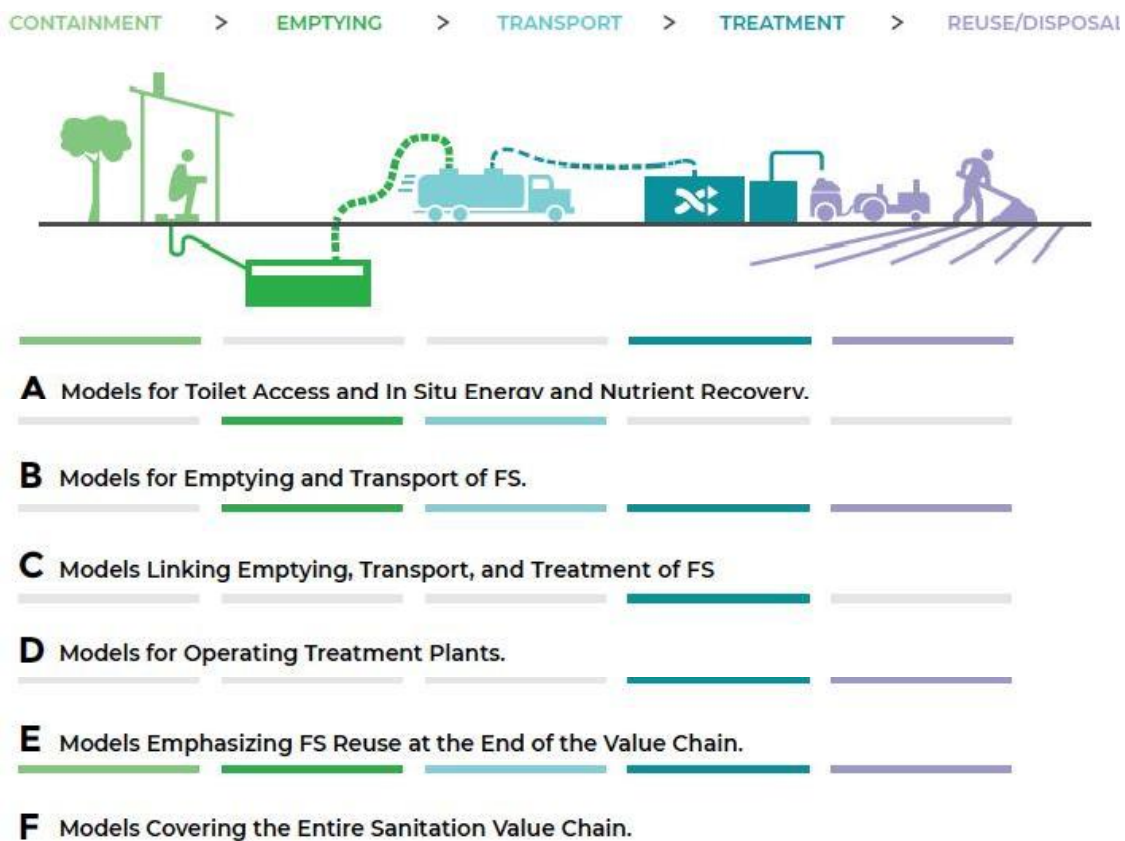 CONTAINMENT > EMPTYING > TRANSPORT > TREATMENT > REUSE/DISPOSAL
A Models for Toilet Access and In Situ Energy and Nutrient Recovery.
B Models for Emptying and Transport of FS.
C Models Linking Emptying, Transport, and Treatment of FS
D Models for Operating Treatment Plants.
E Models Emphasizing FS Reuse at the End of the Value Chain.
F Models Covering the Entire Sanitation Value Chain.